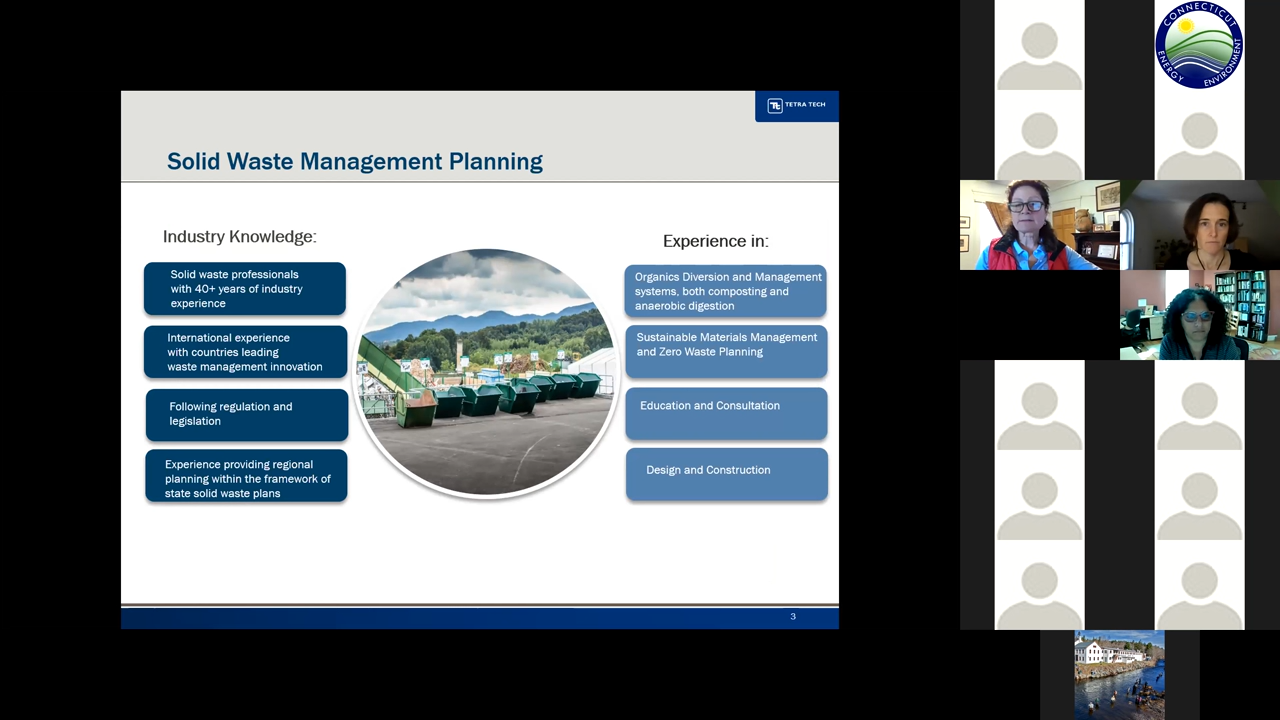 TETRA TECH
Solid Waste Management Planning
Industry Knowledge:
Solid waste professionals
with 40+ years of industry
experience
International experience
with countries leading
waste management innovation
Following regulation and
legislation
Experience providing regional
planning within the framework of
state solid waste plans
Experience in:
Organics Diversion and Management
systems, both composting and
anaerobic digestion
Sustainable Materials Management
and Zero Waste Planning
Education and Consultation
Design and Construction
3
CONNECTICUT
ENERGY ENVIRONMENT